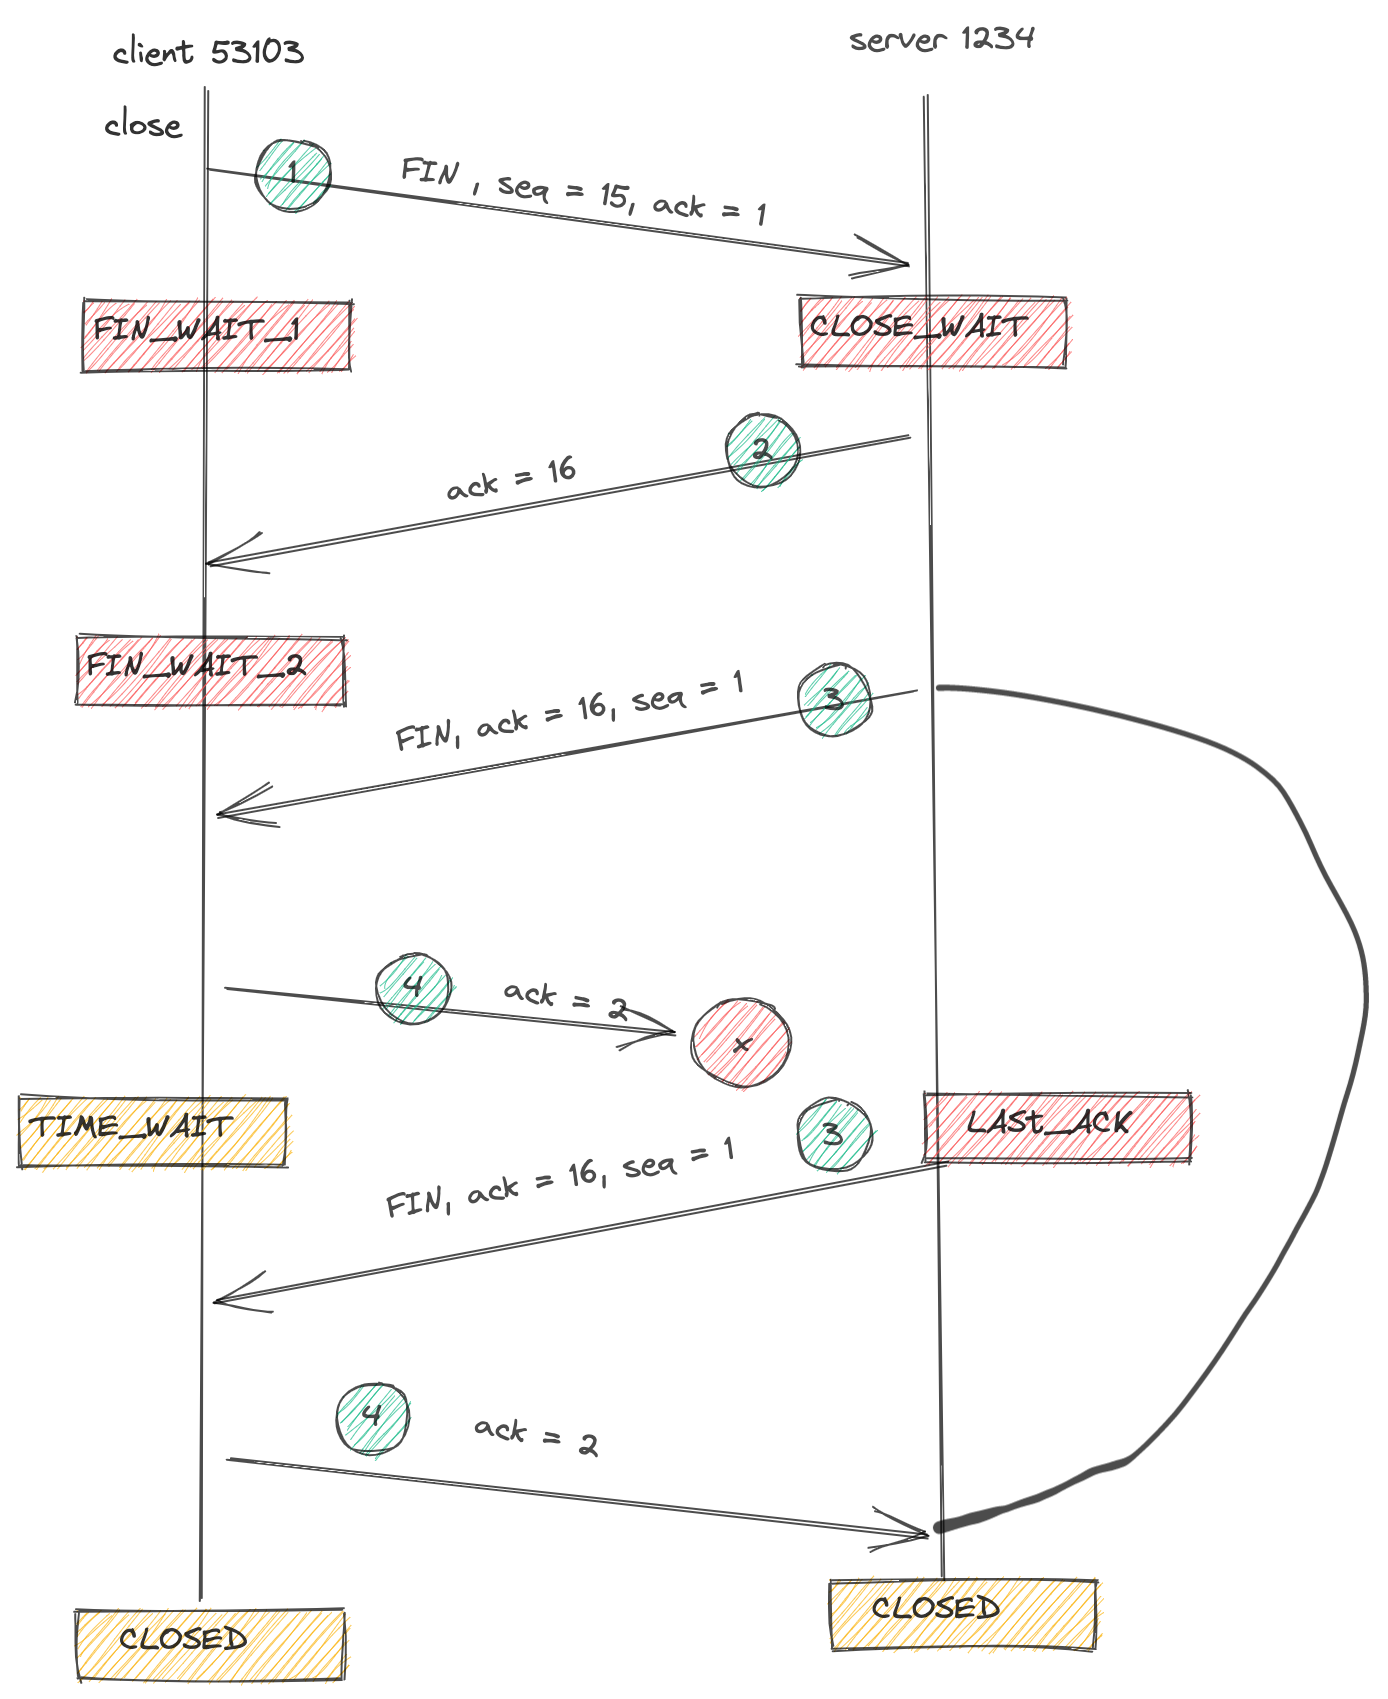 client 53103
server 1234
close
1
FIN , seq = 15, ack = 1
FIN_WAIT_1
CLOSE_WAIT
2
ack = 16
FIN_WAIT_2
3
FIN, ack = 16, seq = 1
4
ack = 2
x
TIME_WAIT
LASt_ACK
3
FIN, ack = 16, seq = 1
4
ack = 2
CLOSED
CLOSED